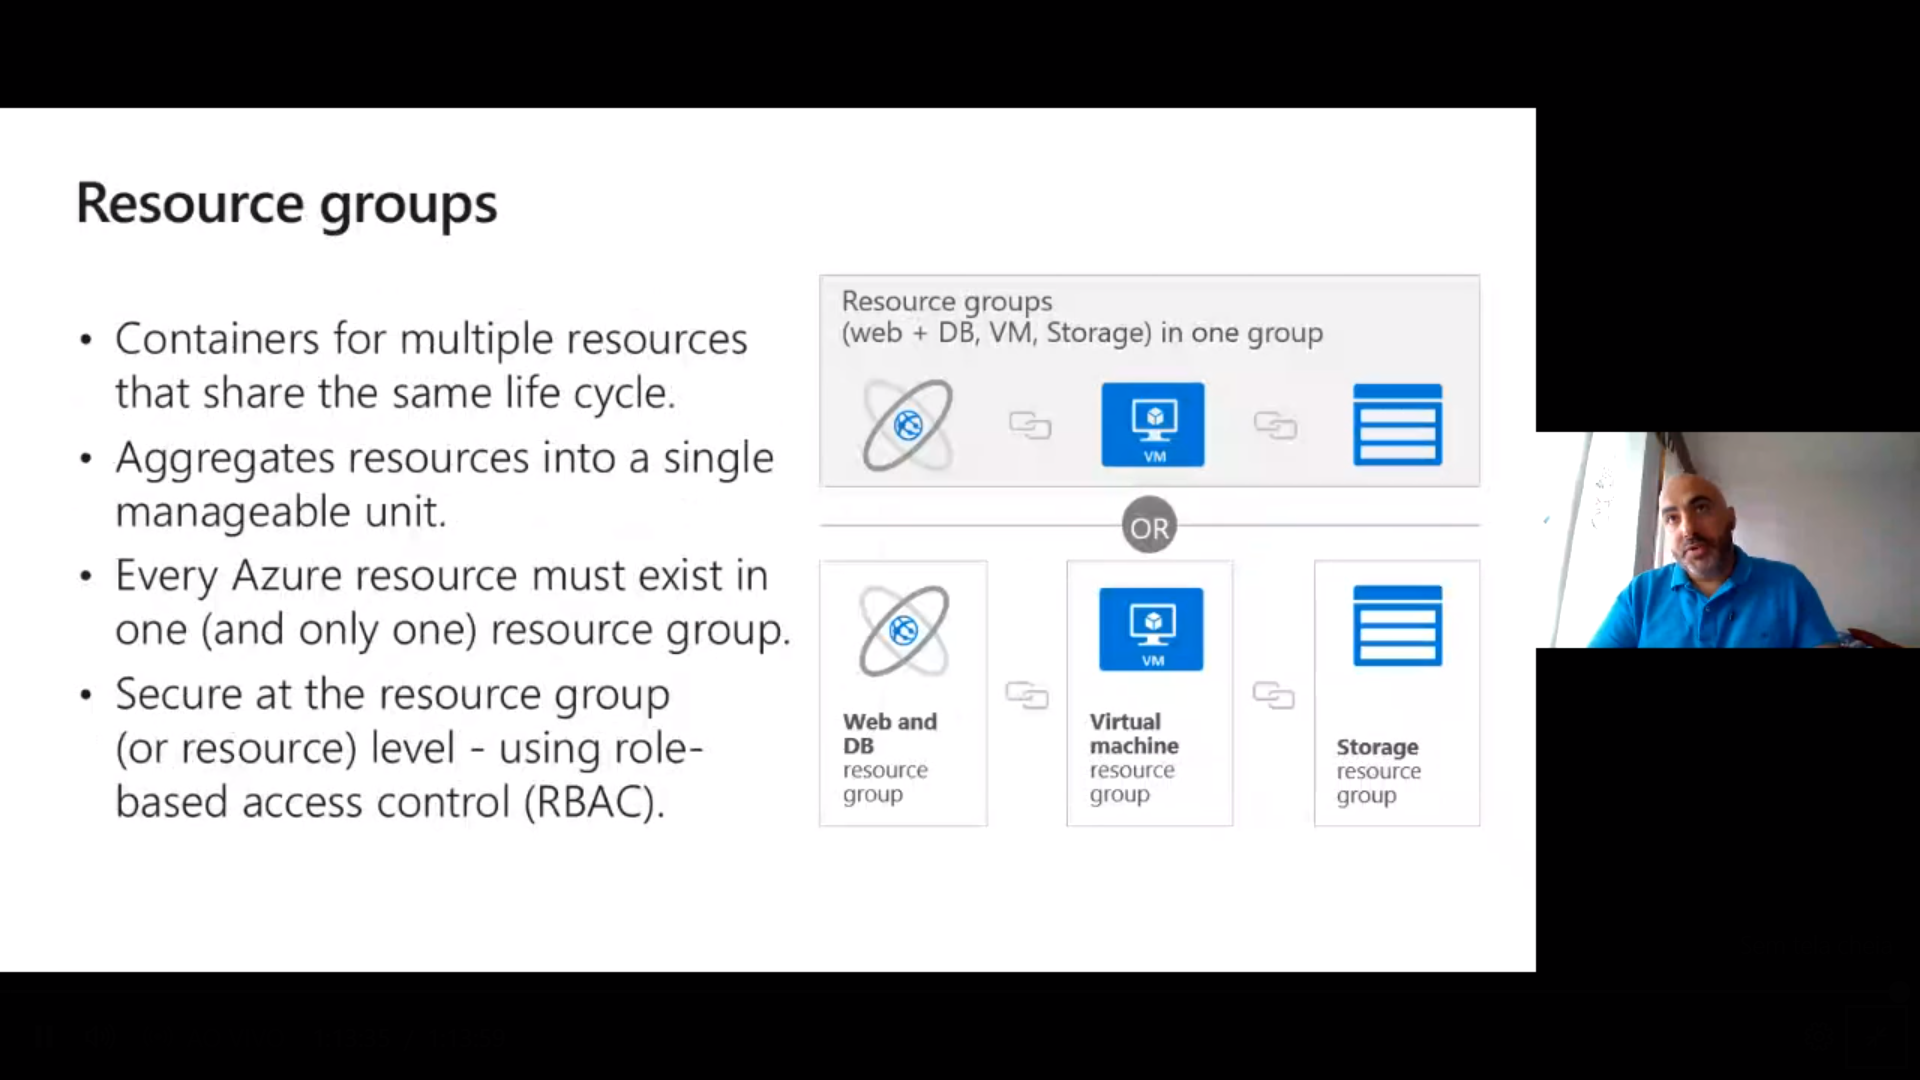 Resource groups
• Containers for multiple resources
that share the same life cycle.
• Aggregates resources into a single
manageable unit.
• Every Azure resource must exist in
one (and only one) resource group.
• Secure at the resource group
(or resource) level - using role-
based access control (RBAC).
Resource groups
(web + DB, VM, Storage) in one group
VM
OR
VM
Web and
DB
resource
group
Virtual
machine
resource
group
Storage
resource
group